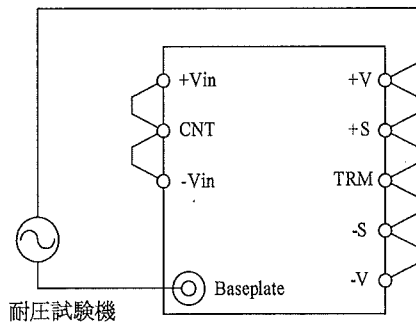 +Vin
CNT
-Vin
+V
+S
TRM
-S
-V
Baseplate
耐圧試験機